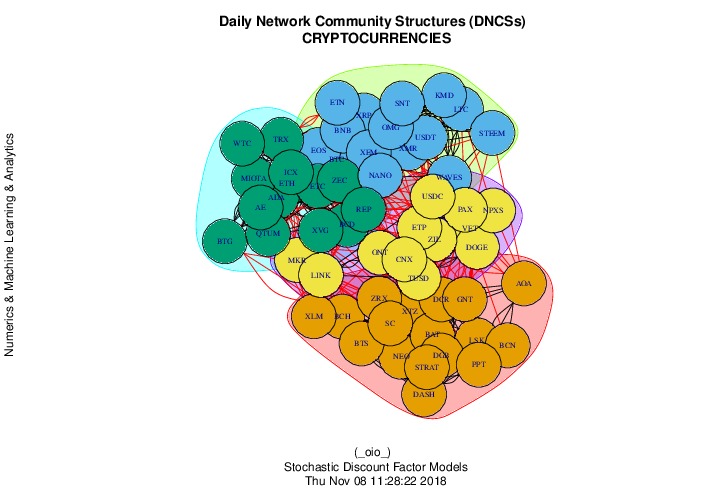 Daily Network Community Structures (DNCSs)
CRYPTOCURRENCIES
Numerics & Machine Learning & Analytics
ETN
XRP
SNT
KMD
LTC
BNB
OMG
USDT
STEEM
EOS
BTC
XEM
XMR
NANO
WAVES
WTC
TRX
MIOTA
ICX
ETH
ETC
ZEC
ADA
AE
REP
BTG
QTUM
XVG
USDC
PAX
NPXS
ETP
ZIL
VET
DOGE
MKR
LINK
ONT
CNX
TUSD
AOA
ZRX
DCR
GNT
XLM
BCH
SC
XTZ
BTS
BAT
LSK
BCN
NEO
DGB
STRAT
PPT
DASH
(_oio_)
Stochastic Discount Factor Models
Thu Nov 08 11:28:22 2018